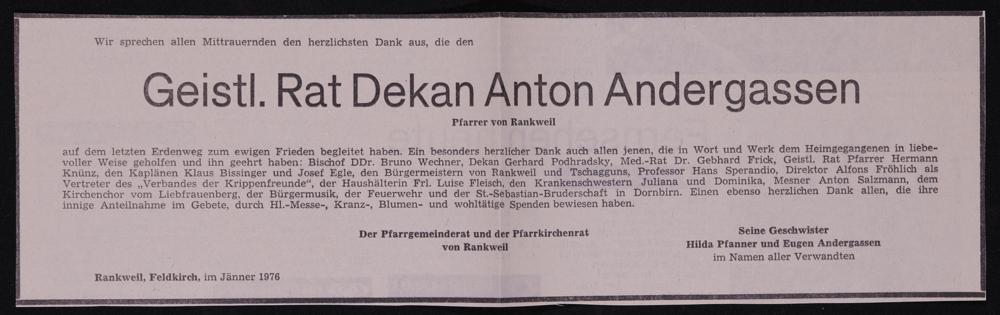 Wir sprechen allen Mittrauernden den herzlichsten Dank aus, die den
Geistl. Rat Dekan Anton Andergassen
Pfarrer von Rankweil
auf dem letzten Erdenweg zum ewigen Frieden begleitet haben. Ein besonders herzlicher Dank auch allen jenen, die in Wort und Werk dem Heimgegangenen in liebe-
voller Weise geholfen und ihn geehrt haben: Bischof DDr. Bruno Wechner, Dekan Gerhard Podhradsky, Med.-Rat Dr. Gebhard Frick, Geistl. Rat Pfarrer Hermann
Knünz, den Kaplänen Klaus Bissinger und Josef Egle, den Bürgermeistern von Rankweil und Tschagguns, Professor Hans Sperandio, Direktor Alfons Fröhlich als
Vertreter des „Verbandes der Krippenfreunde“, der Haushälterin Frl. Luise Fleisch, den Krankenschwestern Juliana und Dominika, Mesner Anton Salzmann, dem
Kirchenchor vom Liebfrauenberg, der Bürgermusik, der Feuerwehr und der St.-Sebastian-Bruderschaft in Dornbirn. Einen ebenso herzlichen Dank allen, die ihre
innige Anteilnahme im Gebete, durch Hl.-Messe-, Kranz-, Blumen- und wohltätige Spenden bewiesen haben.
Der Pfarrgemeinderat und der Pfarrkirchenrat
von Rankweil
Seine Geschwister
Hilda Pfanner und Eugen Andergassen
im Namen aller Verwandten
Rankweil, Feldkirch, im Jänner 1976